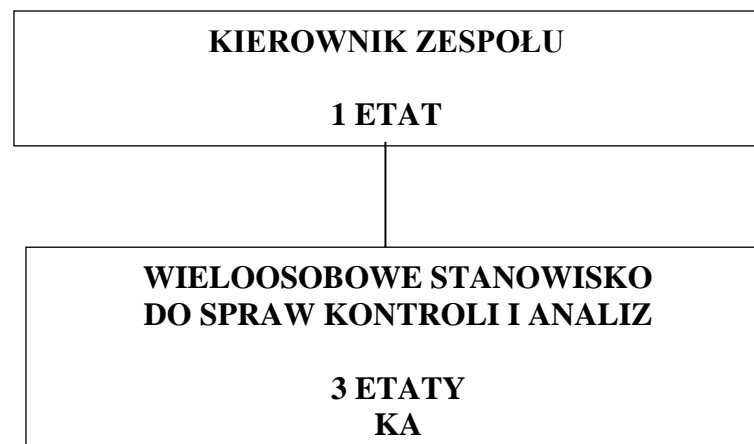 KIEROWNIK ZESPOŁU
1 ETAT
WIELOOSOBOWE STANOWISKO
DO SPRAW KONTROLI I ANALIZ
3 ETATY
KA